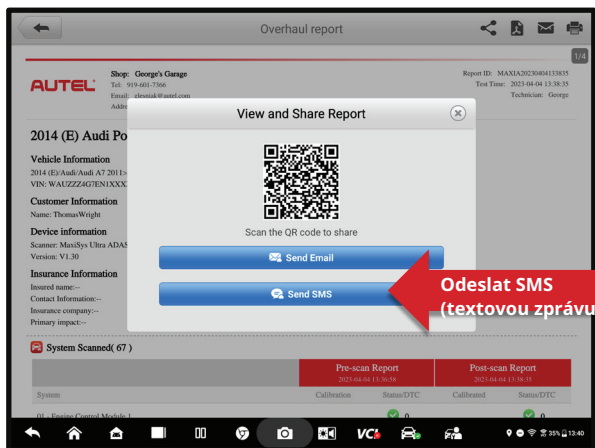 Overhaul report
1/4
AUTEL
Shop: George's Garage
Tel: 919-601-7366
Email: clesniak@autel.com
Addre
Report ID: MAXIA20230404133835
Test Time: 2023-04-04 13:38:35
Technician: George
View and Share Report
2014 (E) Audi Po
Vehicle Information
2014 (E)/Audi/Audi A7 2011>
VIN: WAUZZZ4G7EN1XXX
Customer Information
Name: ThomasWright
Device information
Scanner: MaxiSys Ultra ADAS
Version: V1.30
Insurance Information
Insured name:--
Contact Information:--
Insurance company:--
Primary impact:--
Scan the QR code to share
Send Email
Send SMS
Odeslat SMS
(textovou zprávu
System Scanned( 67 )
Pre-scan Report
2023-04-04 13:36:58
Post-scan Report
2023-04-04 13:38:35
System
Calibration
Status/DTC
Calibrated
Status/DTC
01 - Engine Control Module 1
0
0
VCI
35%
13:40